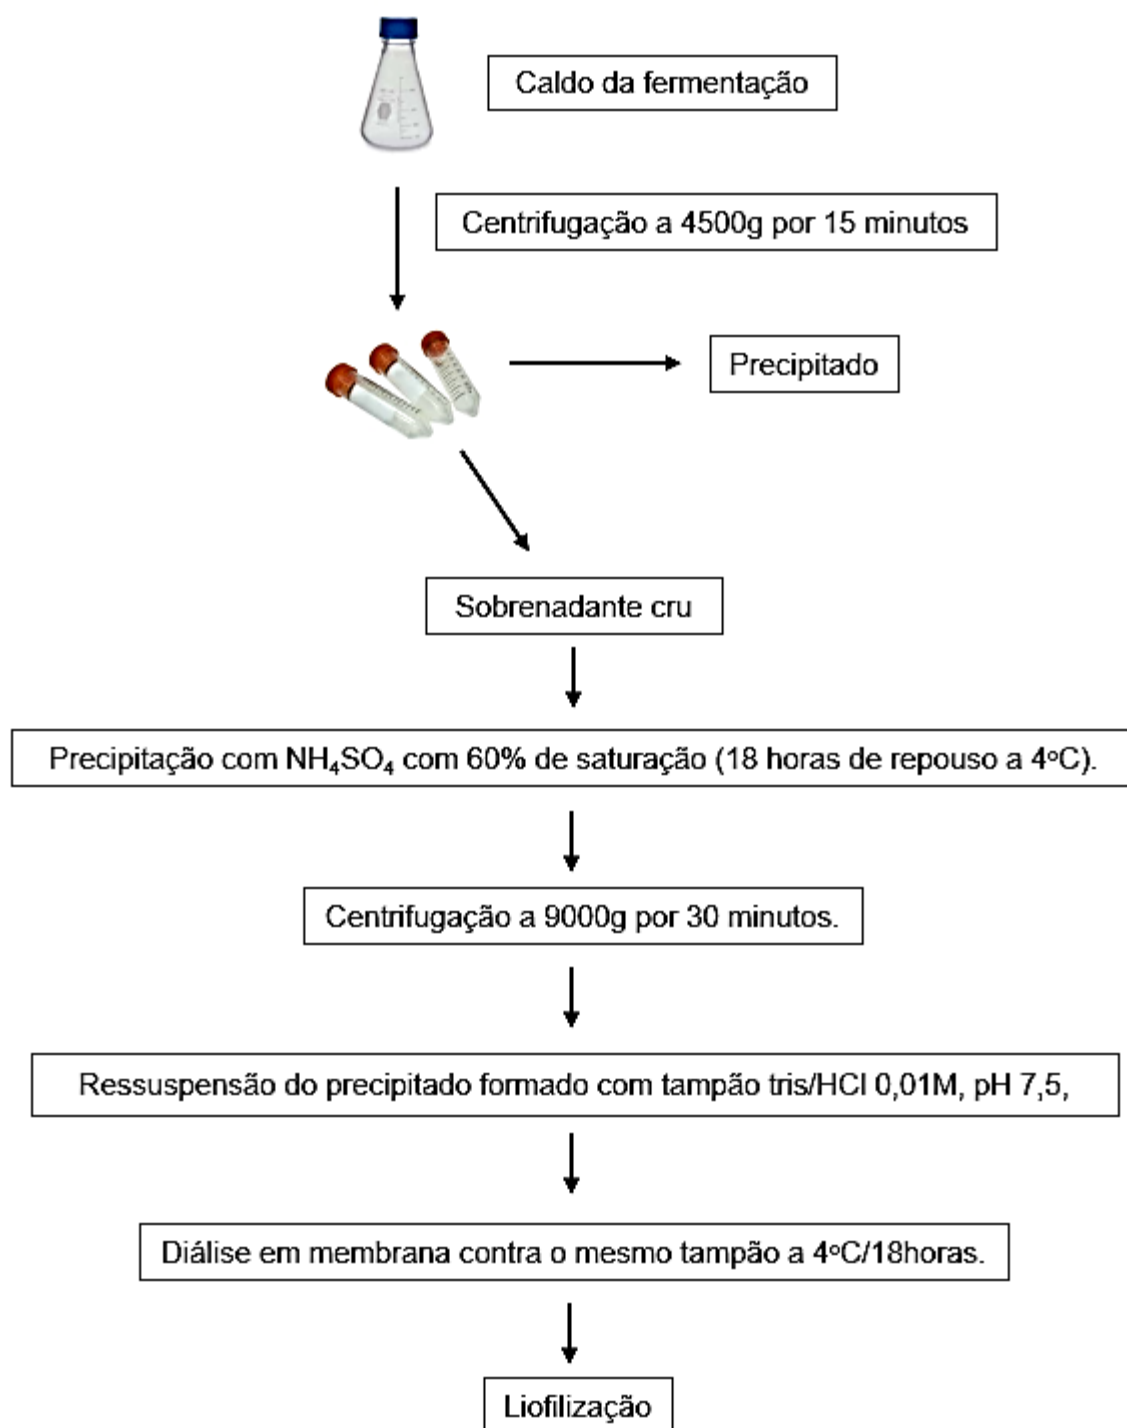 Caldo da fermentação
Centrifugação a 4500g por 15 minutos
Precipitado
Sobrenadante cru
Precipitação com NH₄SO₄ com 60% de saturação (18 horas de repouso a 4ºC).
Centrifugação a 9000g por 30 minutos.
Ressuspensão do precipitado formado com tampão tris/HCl 0,01M, pH 7,5,
Diálise em membrana contra o mesmo tampão a 4ºC/18horas.
Liofilização